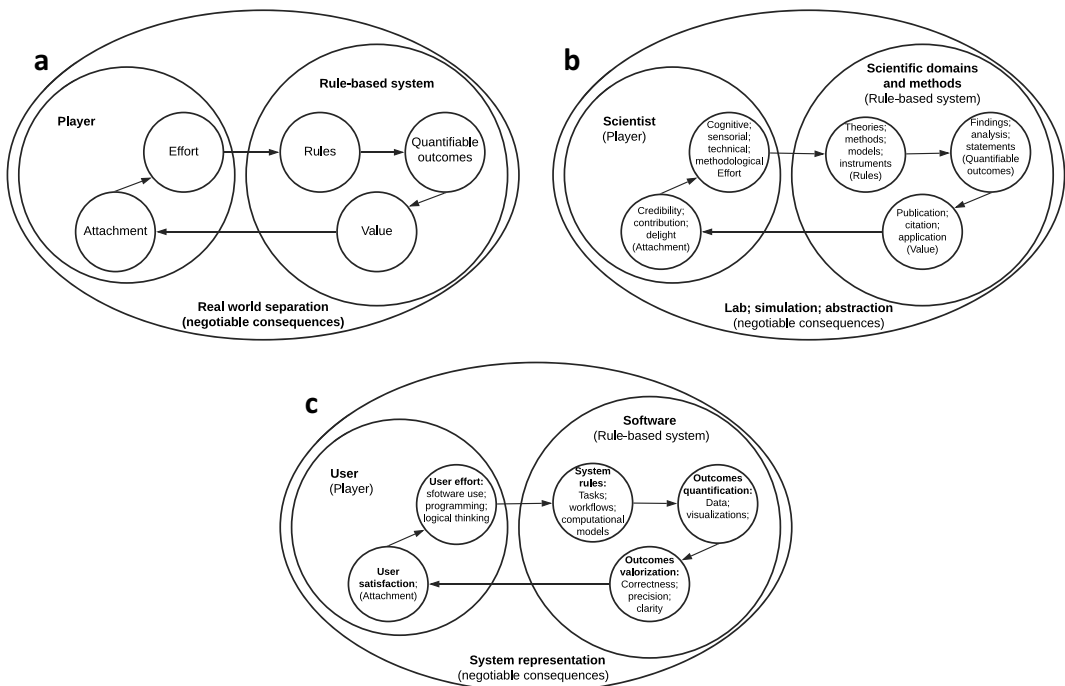 a
Rule-based system
Player
Effort
Rules
Quantifiable
outcomes
Attachment
Value
Real world separation
(negotiable consequences)
b
Scientific domains
and methods
(Rule-based system)
Scientist
(Player)
Cognitive;
sensorial;
technical;
methodological
Effort
Theories;
methods;
models;
instruments
(Rules)
Findings;
analysis;
statements
(Quantifiable
outcomes)
Credibility;
contribution;
delight
(Attachment)
Publication;
citation;
application
(Value)
Lab; simulation; abstraction
(negotiable consequences)
c
Software
(Rule-based system)
User
(Player)
User effort:
sfotware use;
programming;
logical thinking
System
rules:
Tasks;
workflows;
computational
models
Outcomes
quantification:
Data;
visualizations;
User
satisfaction;
(Attachment)
Outcomes
valorization:
Correctness;
precision;
clarity
System representation
(negotiable consequences)